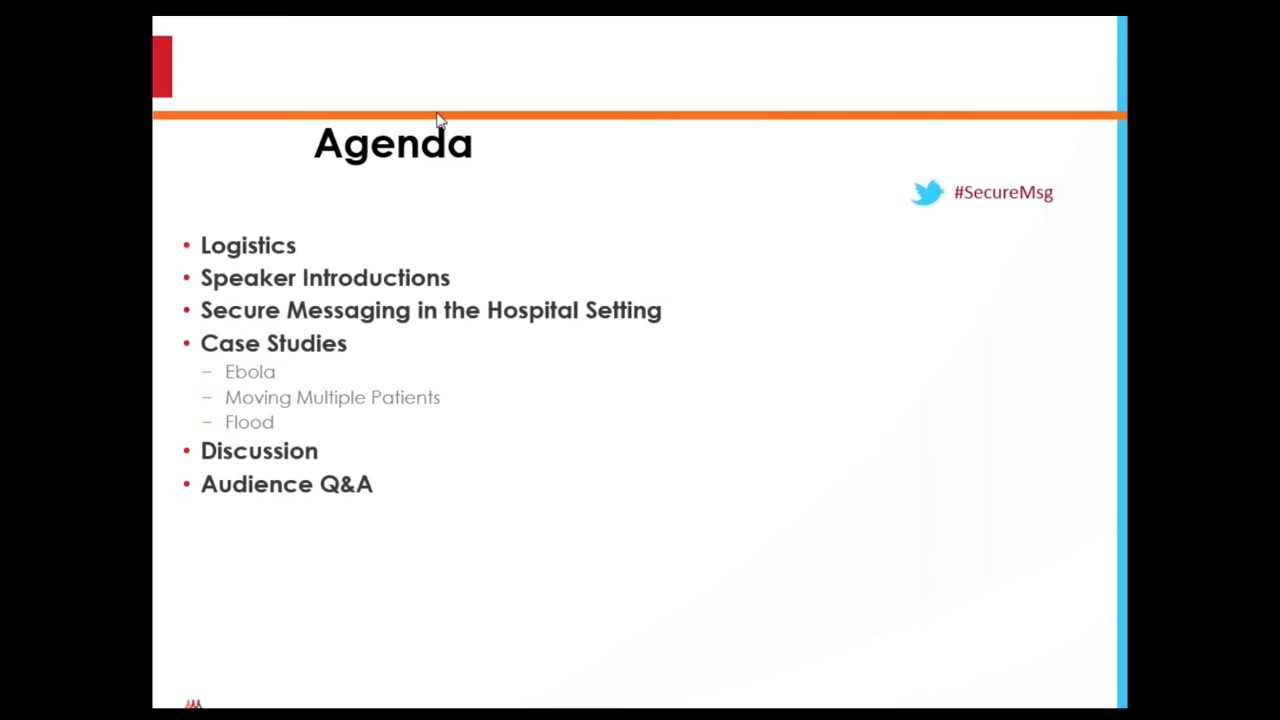 Agenda
#SecureMsg
• Logistics
• Speaker Introductions
• Secure Messaging in the Hospital Setting
• Case Studies
– Ebola
– Moving Multiple Patients
– Flood
• Discussion
• Audience Q&A